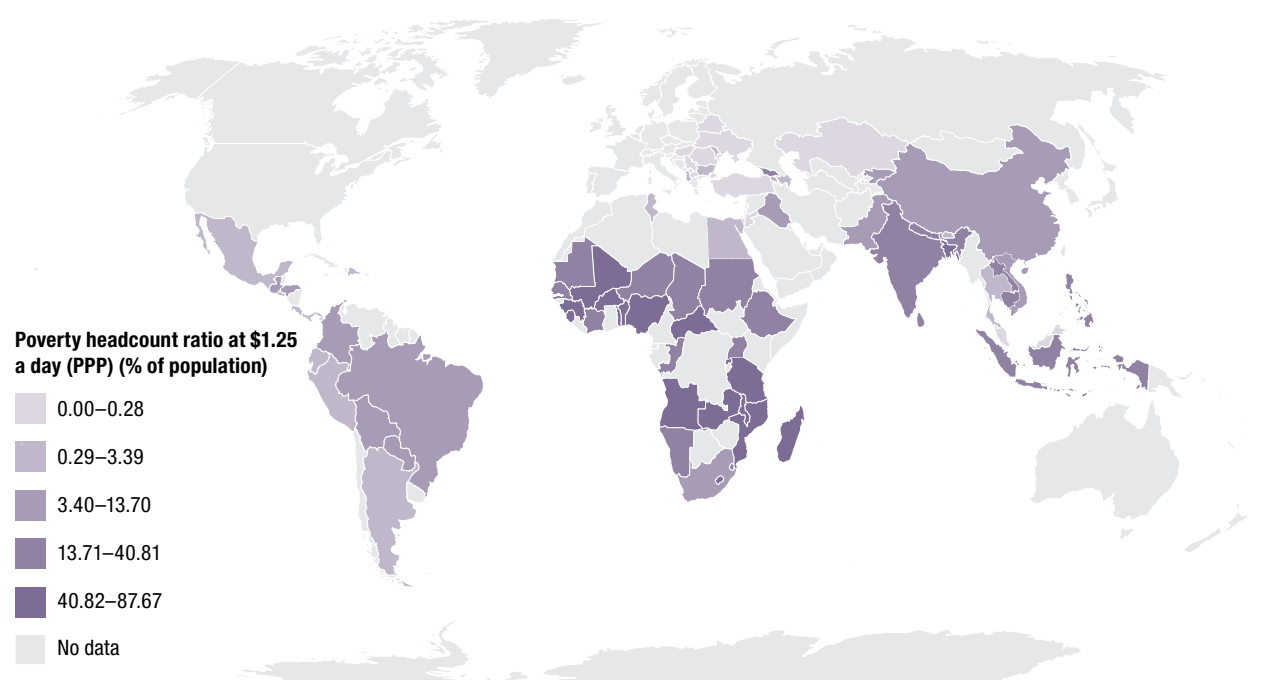 Poverty headcount ratio at $1.25
a day (PPP) (% of population)
0.00–0.28
0.29–3.39
3.40–13.70
13.71–40.81
40.82–87.67
No data